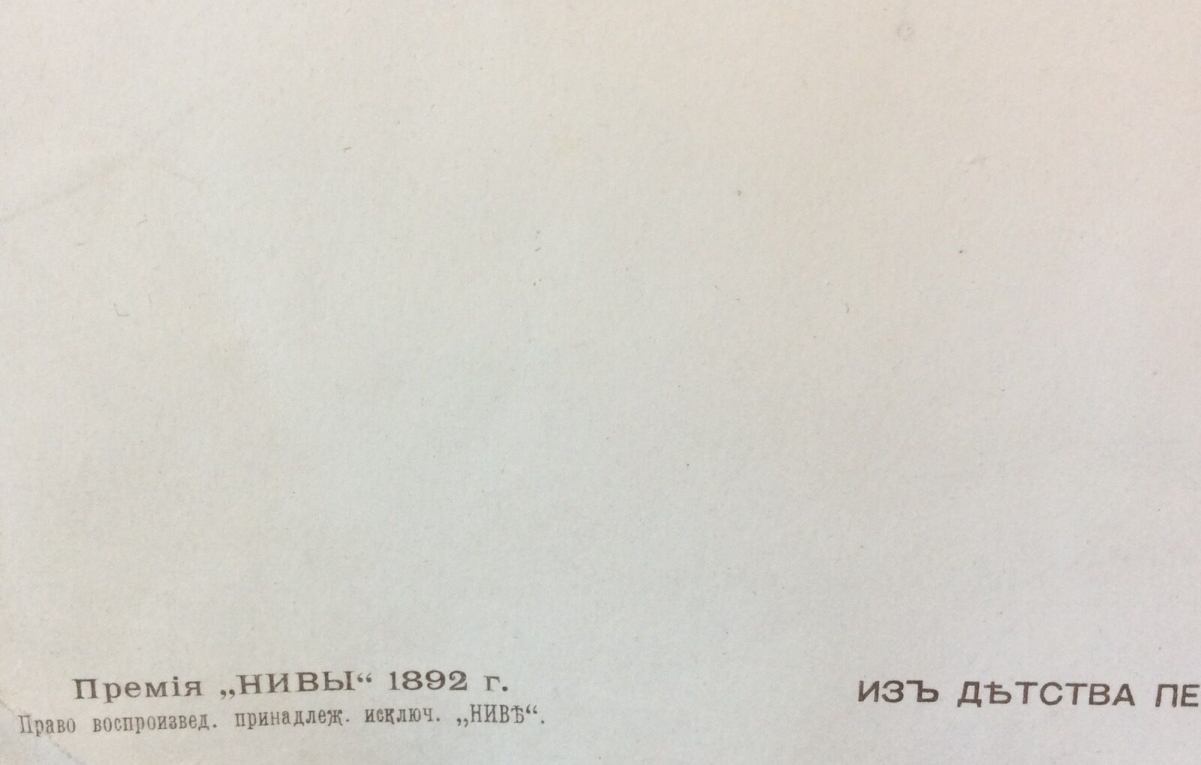 Премія „НИВЫ“ 1892 г.
Право воспроизвед. принадлеж. исключ. „НИВѢ“.
ИЗЪ ДѢТСТВА ПЕ